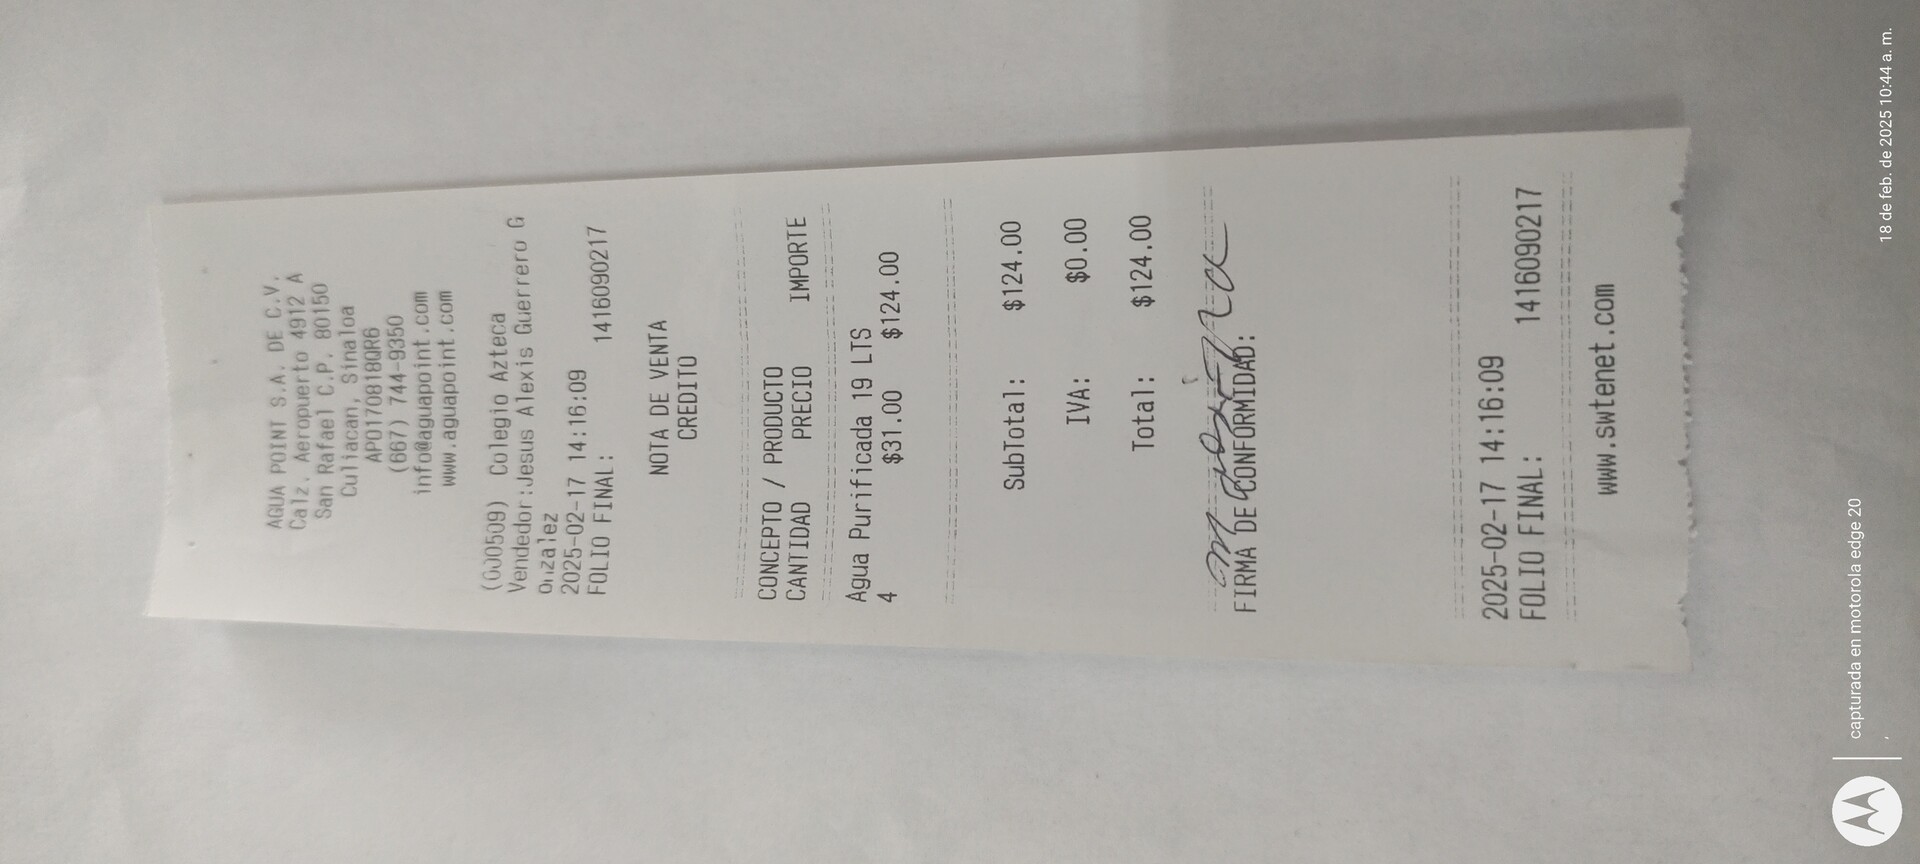 AGUA POINT S.A. DE C.V.
Calz. Aeropuerto 4912 A
San Rafael C.P. 80150
Culiacan, Sinaloa
APO170818QR6
(667) 744-9350
info@aguapoint.com
www.aguapoint.com
(000509) Colegio Azteca
Vendedor:Jesus Alexis Guerrero G
onzalez
2025-02-17 14:16:09
FOLIO FINAL: 1416090217
NOTA DE VENTA
CREDITO
CONCEPTO / PRODUCTO
CANTIDAD PRECIO IMPORTE
Agua Purificada 19 LTS
4 $31.00 $124.00
SubTotal: $124.00
IVA: $0.00
Total: $124.00
FIRMA DE CONFORMIDAD:
2025-02-17 14:16:09
FOLIO FINAL: 1416090217
www.swtenet.com
capturada en motorola edge 20
18 de feb. de 2025 10:44 a. m.